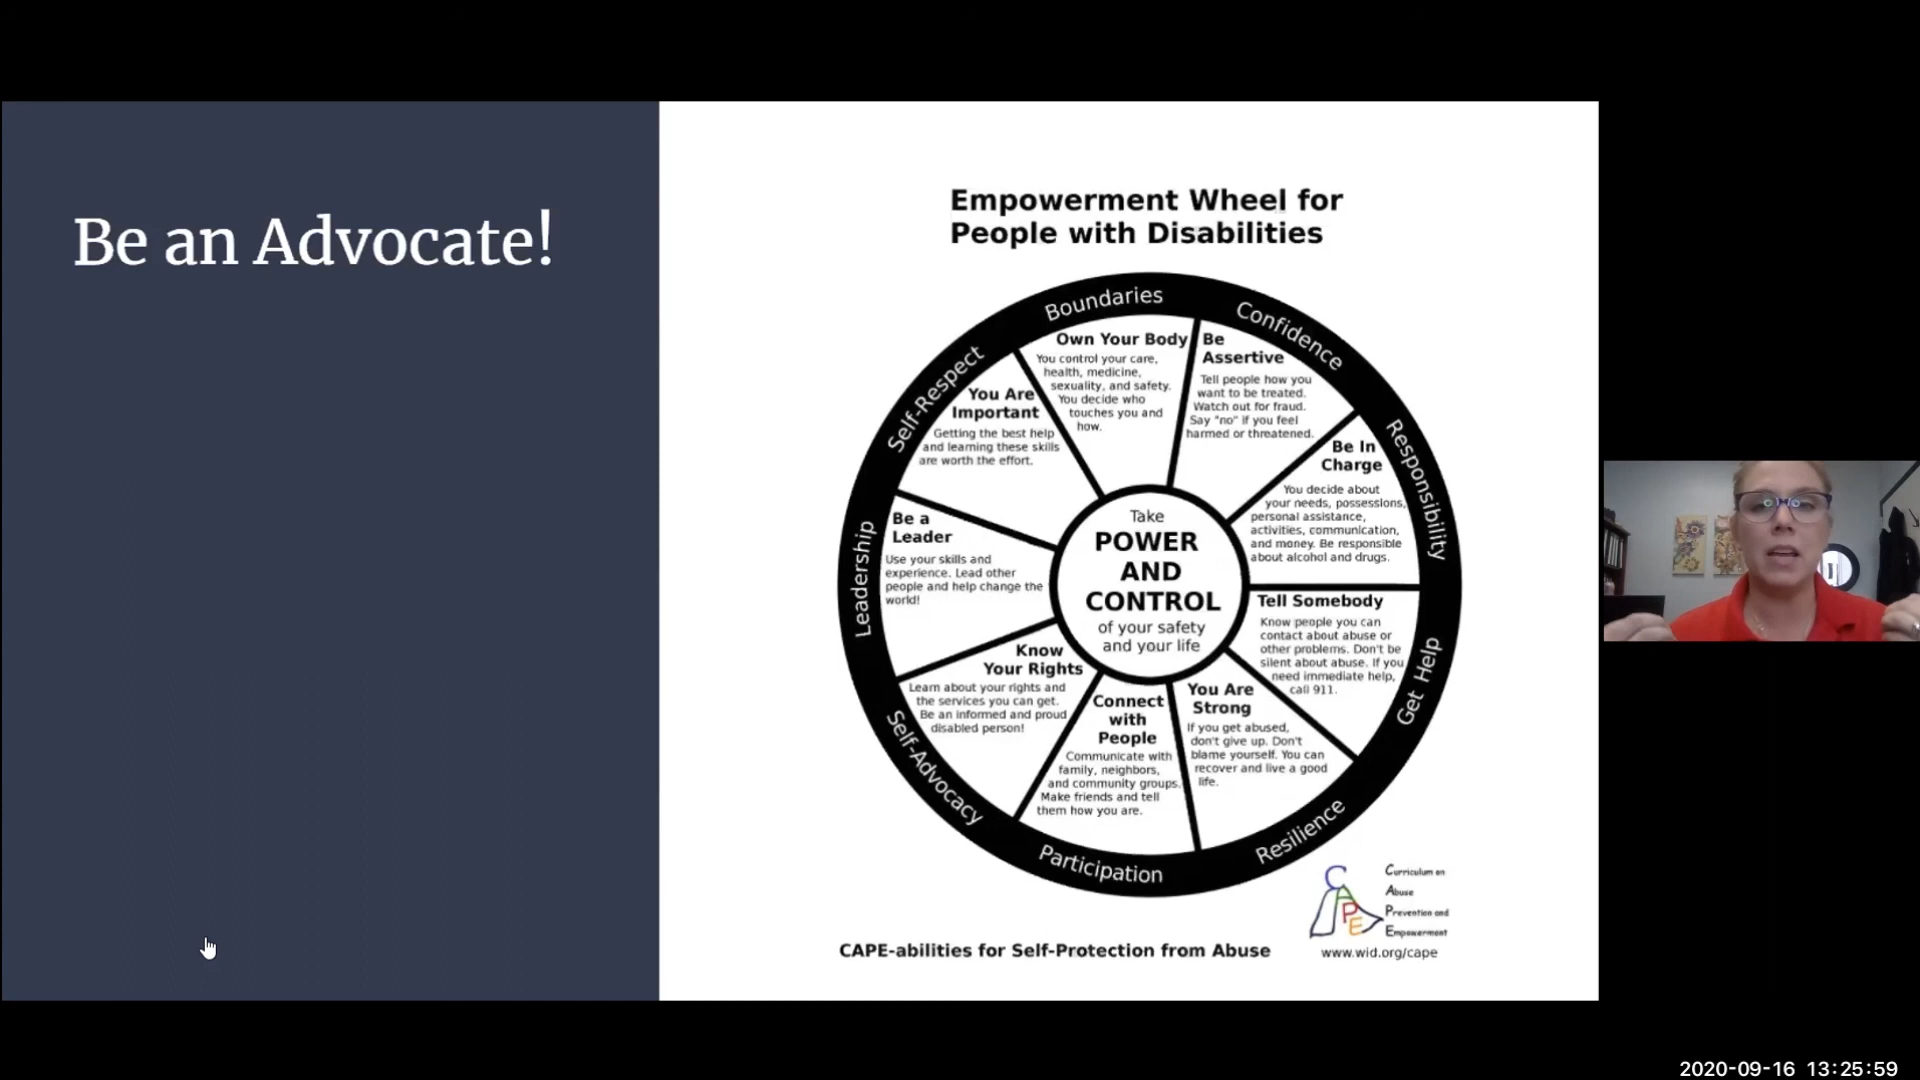 Be an Advocate!
Empowerment Wheel for
People with Disabilities
Boundaries
Own Your Body
You control your care,
health, medicine,
sexuality, and safety.
You decide who
touches you and
how.
Confidence
Be
Assertive
Tell people how you
want to be treated.
Watch out for fraud.
Say "no" if you feel
harmed or threatened.
Responsibility
Be In
Charge
You decide about
your needs, possessions,
personal assistance,
activities, communication,
and money. Be responsible
about alcohol and drugs.
Get Help
Tell Somebody
Know people you can
contact about abuse or
other problems. Don't be
silent about abuse. If you
need immediate help,
call 911.
Resilience
You Are
Strong
If you get abused,
don't give up. Don't
blame yourself. You can
recover and live a good
life.
Participation
Connect
with
People
Communicate with
family, neighbors,
and community groups.
Make friends and tell
them how you are.
Self-Advocacy
Know
Your Rights
Learn about your rights and
the services you can get.
Be an informed and proud
disabled person!
Leadership
Be a
Leader
Use your skills and
experience. Lead other
people and help change the
world!
Self-Respect
You Are
Important
Getting the best help
and learning these skills
are worth the effort.
Take
POWER
AND
CONTROL
of your safety
and your life
CAPE
Curriculum on
Abuse
Prevention and
Empowerment
CAPE-abilities for Self-Protection from Abuse
www.wid.org/cape
2020-09-16 13:25:59